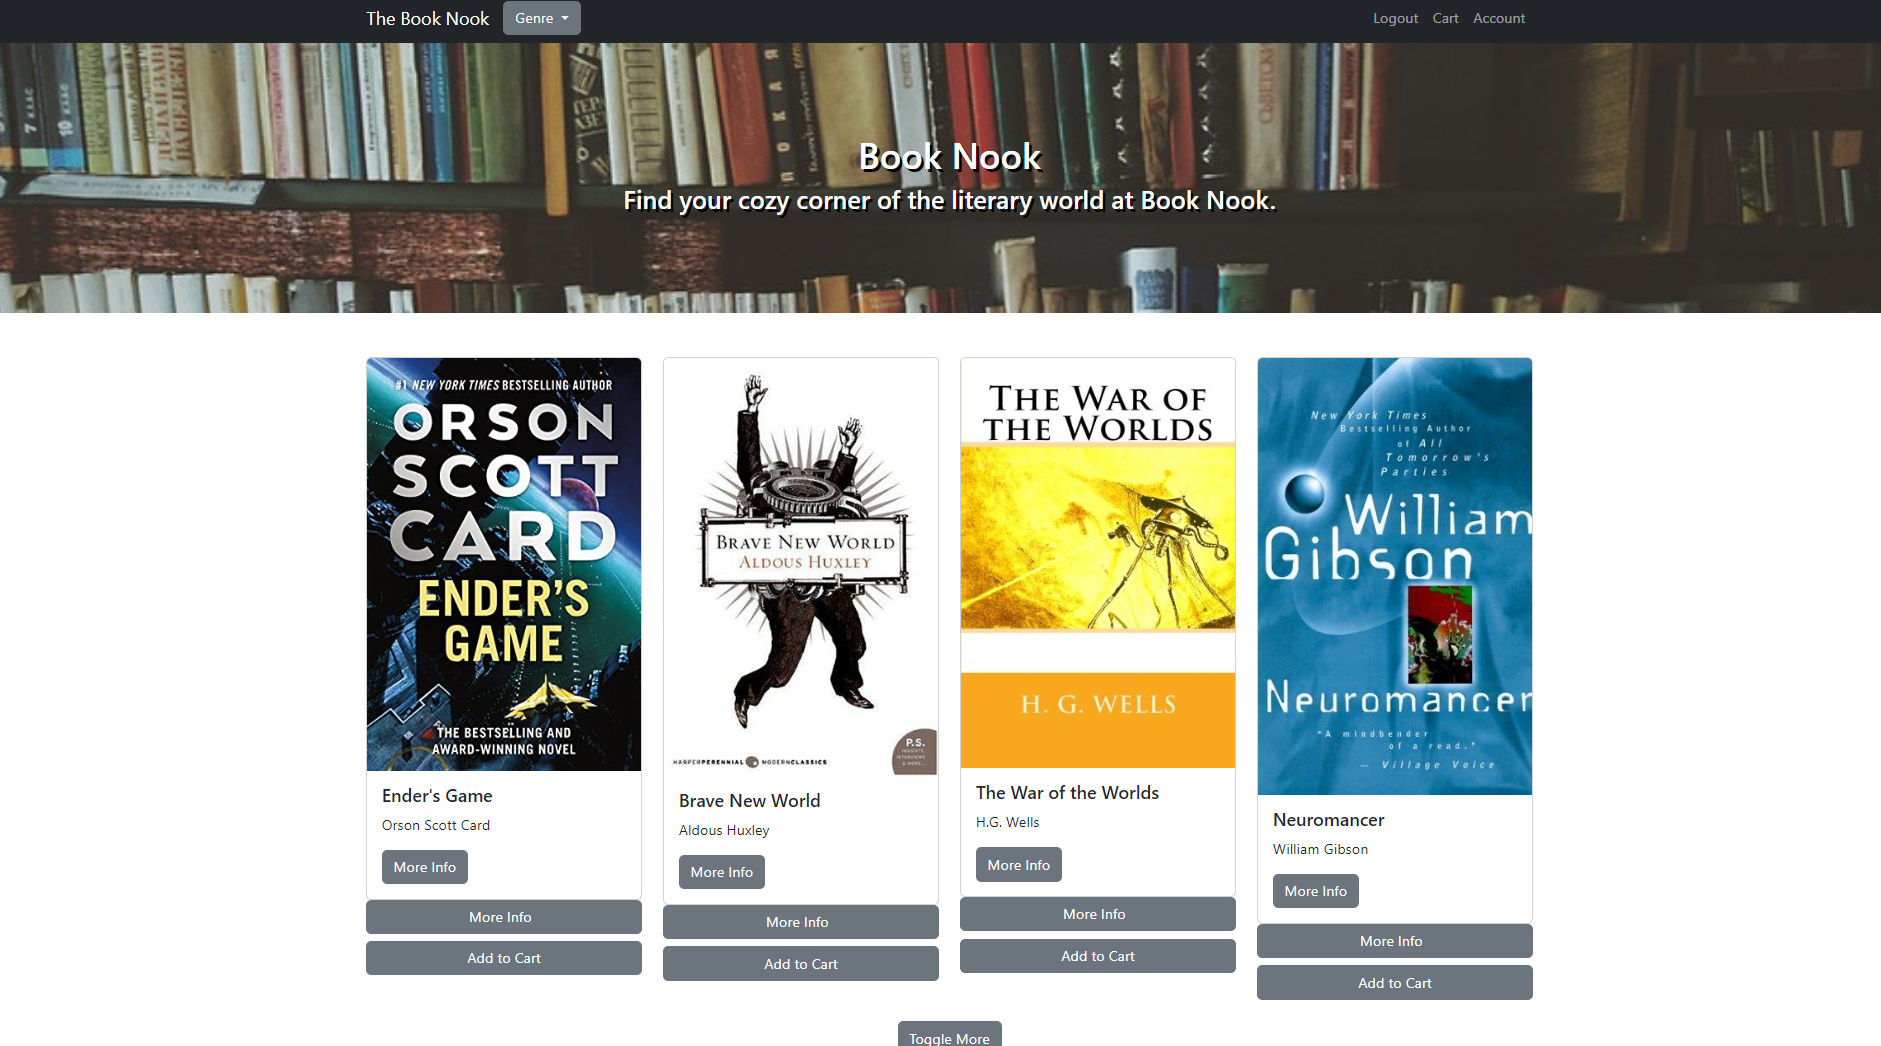 The Book Nook Genre Logout Cart Account
Book Nook
Find your cozy corner of the literary world at Book Nook.
#1 NEW YORK TIMES BESTSELLING AUTHOR
ORSON
SCOTT
CARD
ENDER'S
GAME
THE BESTSELLING AND
AWARD-WINNING NOVEL
Ender's Game
Orson Scott Card
More Info
More Info
Add to Cart
BRAVE NEW WORLD
ALDOUS HUXLEY
P.S.
INSIGHTS,
INTERVIEWS
& MORE...
HARPERPERENNIAL MODERNCLASSICS
Brave New World
Aldous Huxley
More Info
More Info
Add to Cart
THE WAR OF
THE WORLDS
H. G. WELLS
The War of the Worlds
H.G. Wells
More Info
More Info
Add to Cart
New York Times
Bestselling Author
of All
Tomorrow's
Parties
William
Gibson
Neuromancer
"A mindbender
of a read."
— Village Voice
Neuromancer
William Gibson
More Info
More Info
Add to Cart
Toggle More